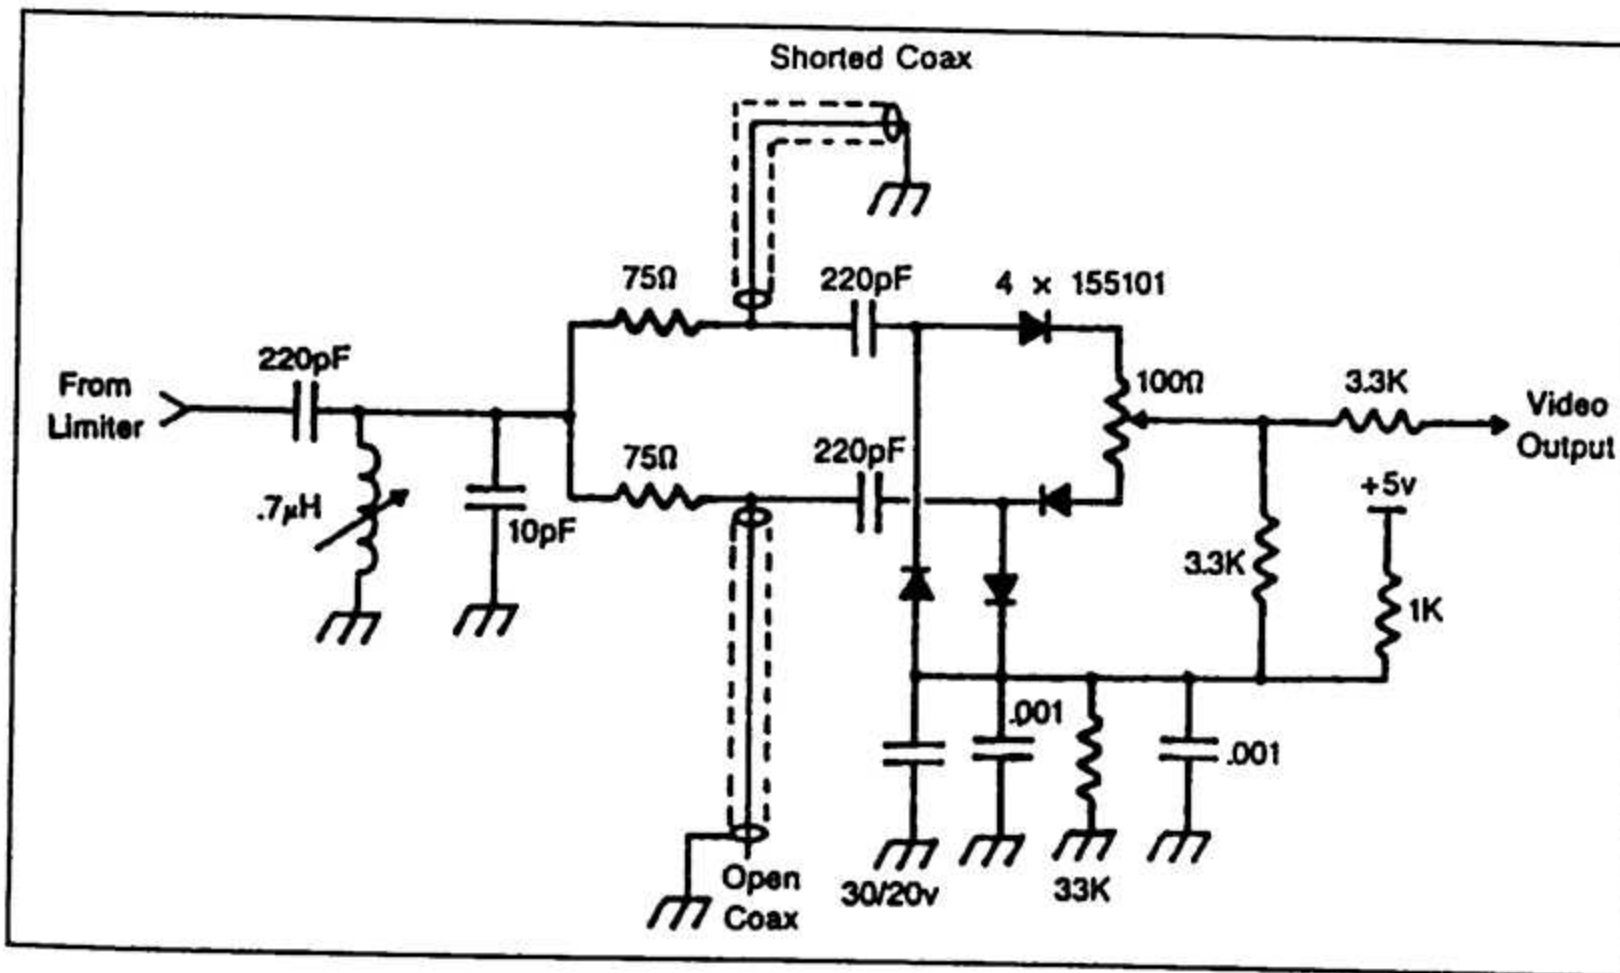 Shorted Coax
75Ω
220pF
4 × 155101
220pF
From
Limiter
100Ω
3.3K
Video
Output
75Ω
220pF
+5v
.7μH
10pF
3.3K
1K
.001
.001
Open
Coax
30/20v
33K